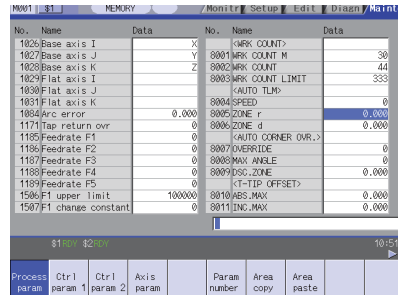 M001 $1 MEMORY Monitr Setup Edit Diagn Maint
No. Name Data No. Name Data
1026 Base axis I X <WRK COUNT>
1027 Base axis J Y 8001 WRK COUNT M 30
1028 Base axis K Z 8002 WRK COUNT 44
1029 Flat axis I 8003 WRK COUNT LIMIT 333
1030 Flat axis J <AUTO TLM>
1031 Flat axis K 8004 SPEED 0
1084 Arc error 0.000 8005 ZONE r 0.000
1171 Tap return ovr 0 8006 ZONE d 0.000
1185 Feedrate F1 0 <AUTO CORNER OVR.>
1186 Feedrate F2 0 8007 OVERRIDE 0
1187 Feedrate F3 0 8008 MAX ANGLE 0
1188 Feedrate F4 0 8009 DSC.ZONE 0.000
1189 Feedrate F5 0 <T-TIP OFFSET>
1506 F1 upper limit 100000 8010 ABS.MAX 0.000
1507 F1 change constant 0 8011 INC.MAX 0.000
$1 RDY $2 RDY 10:51
Process param Ctrl param 1 Ctrl param 2 Axis param Param number Area copy Area paste